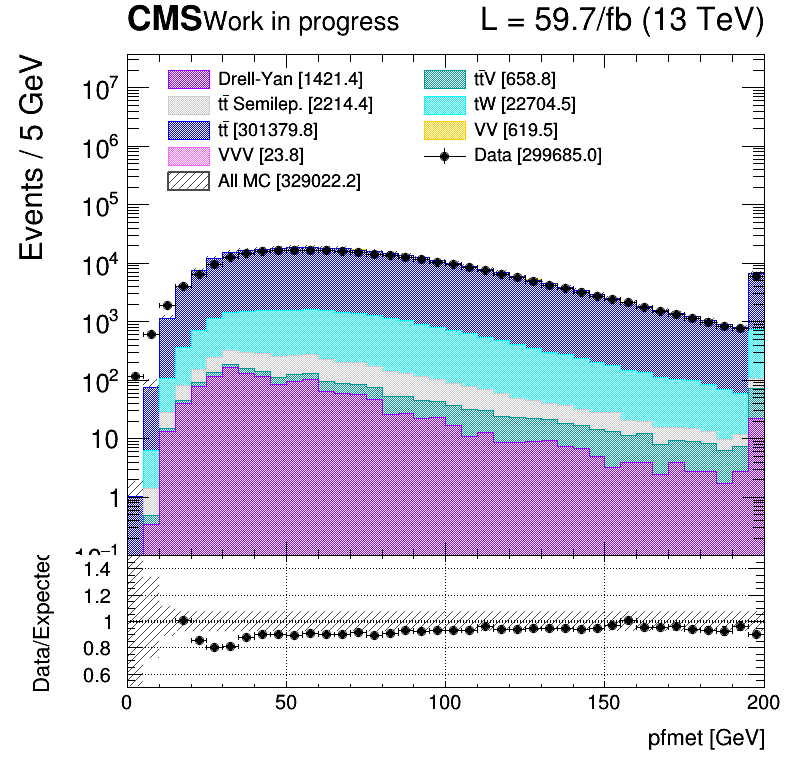 CMS Work in progress L = 59.7/fb (13 TeV)
Events / 5 GeV
Drell-Yan [1421.4]
tt̄ Semilep. [2214.4]
tt̄ [301379.8]
VVV [23.8]
All MC [329022.2]
tt̄V [658.8]
tW [22704.5]
VV [619.5]
Data [299685.0]
10⁷
10⁶
10⁵
10⁴
10³
10²
10
1
10⁻¹
Data/Expected
1.4
1.2
1
0.8
0.6
0 50 100 150 200
pfmet [GeV]